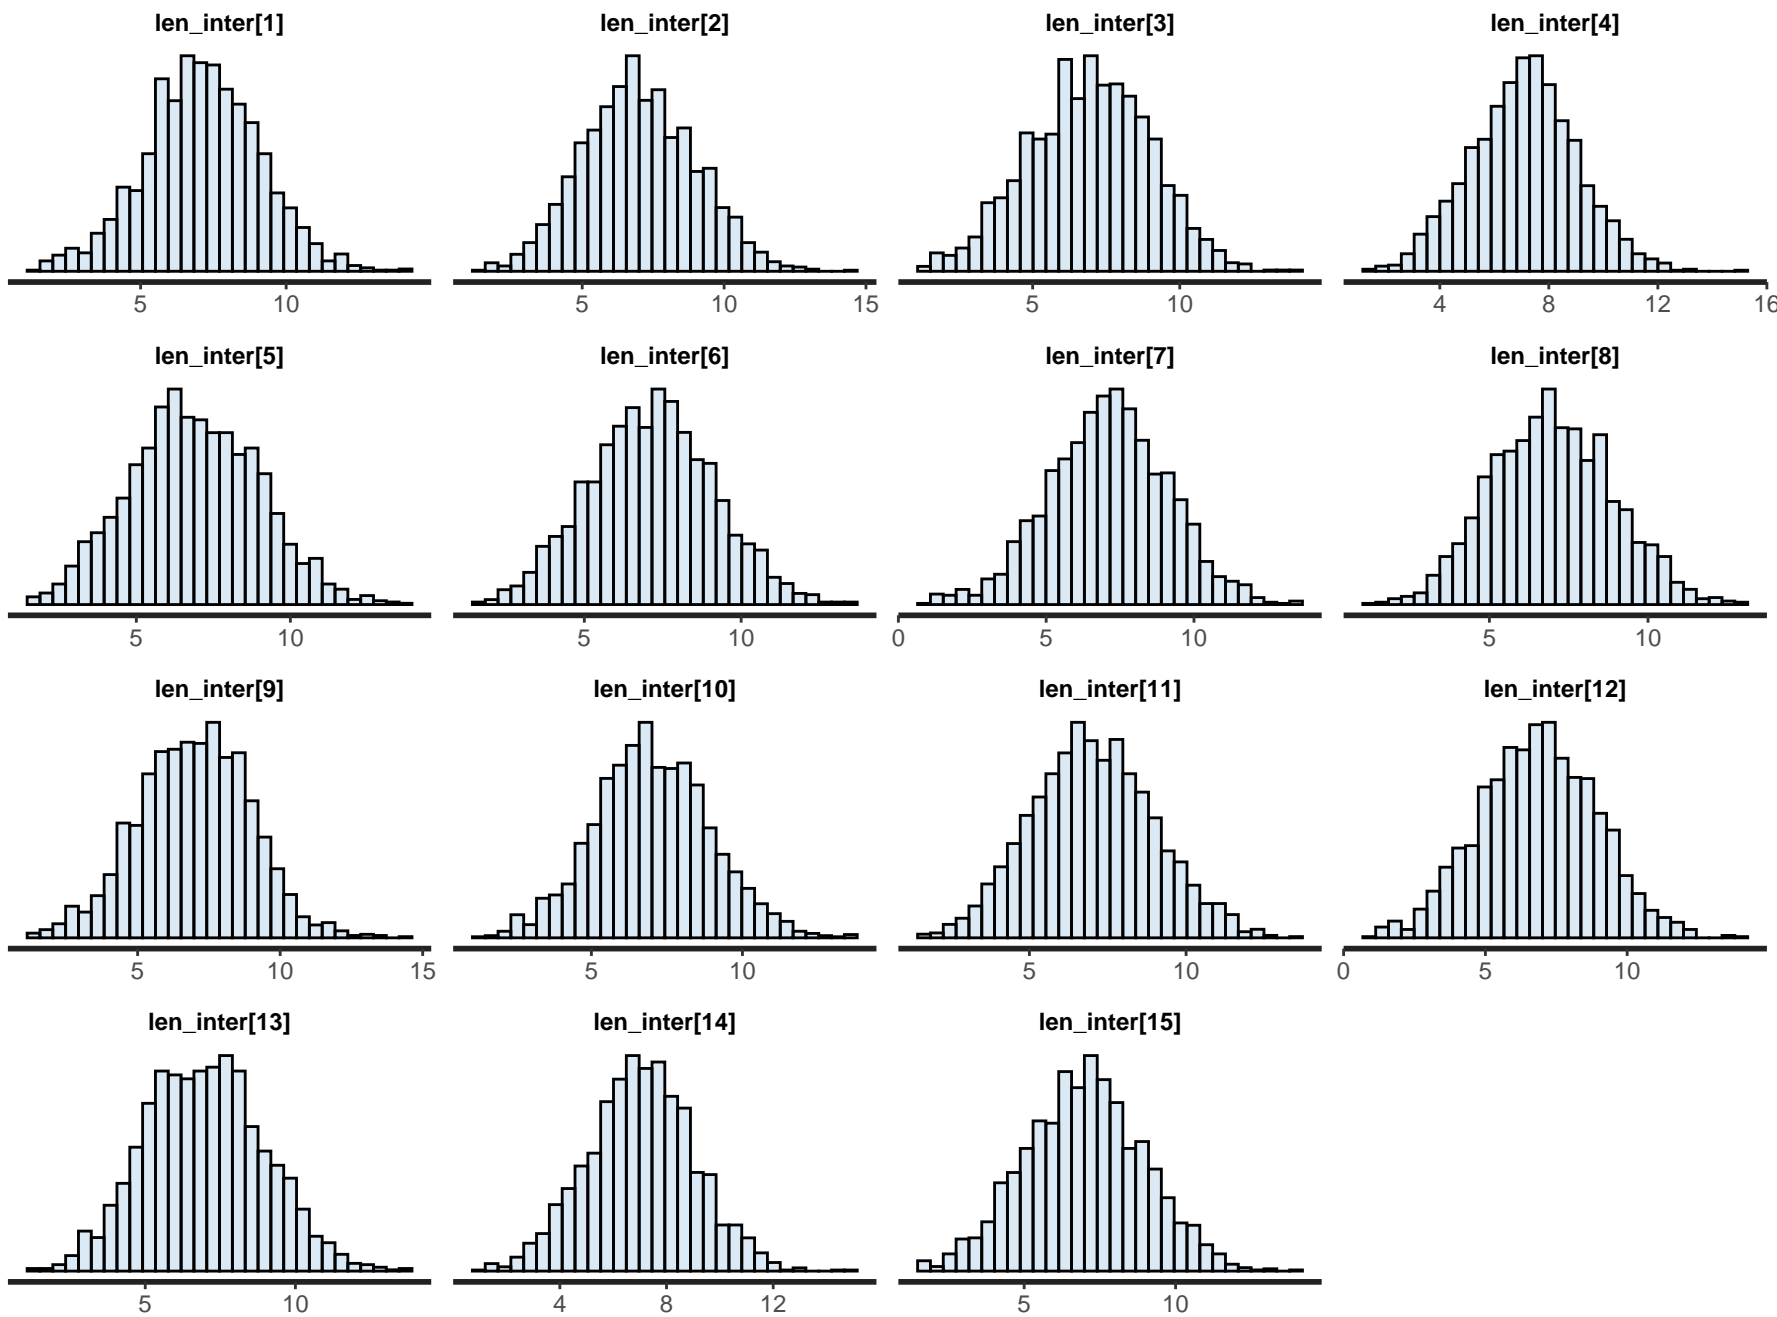 len_inter[1] len_inter[2] len_inter[3] len_inter[4]
5 10 5 10 15 5 10 4 8 12 16
len_inter[5] len_inter[6] len_inter[7] len_inter[8]
5 10 5 10 0 5 10 5 10
len_inter[9] len_inter[10] len_inter[11] len_inter[12]
5 10 15 5 10 5 10 0 5 10
len_inter[13] len_inter[14] len_inter[15]
5 10 4 8 12 5 10